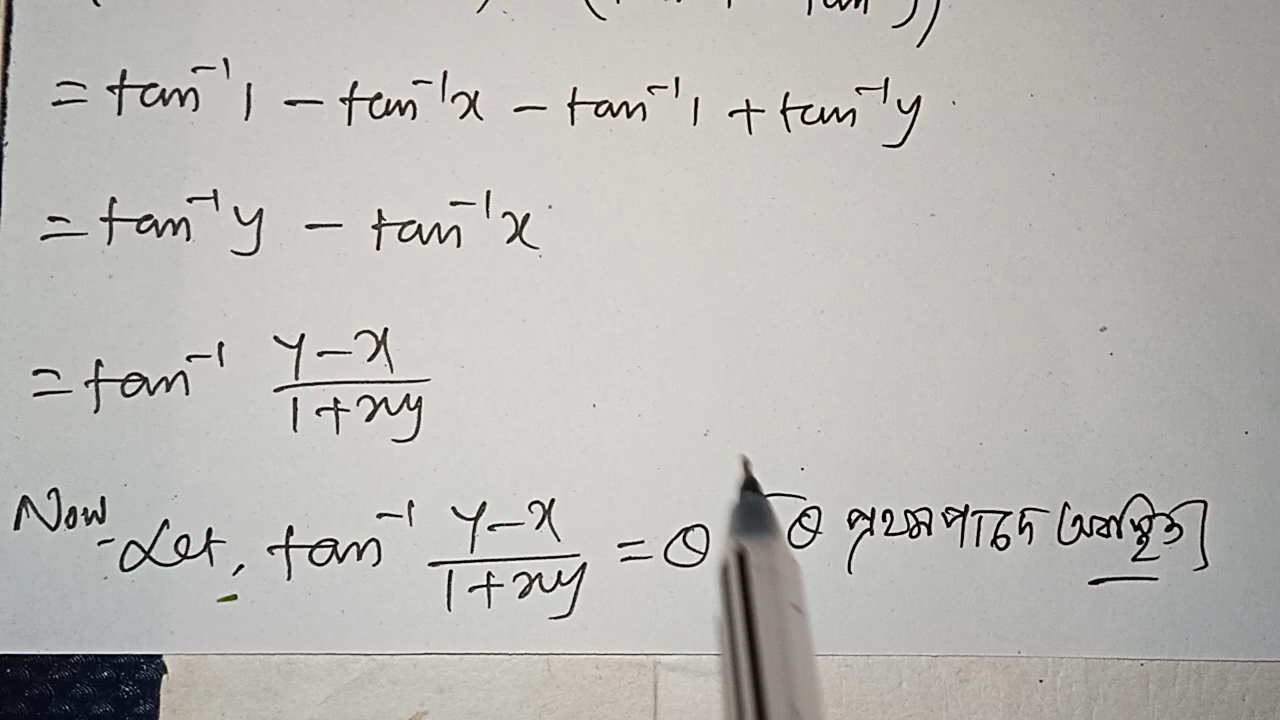 = tan⁻¹1 − tan⁻¹x − tan⁻¹1 + tan⁻¹y
= tan⁻¹y − tan⁻¹x
= tan⁻¹ (y−x)/(1+xy)
Now Let, tan⁻¹ (y−x)/(1+xy) = θ [θ প্রথম পাদে অবস্থিত]